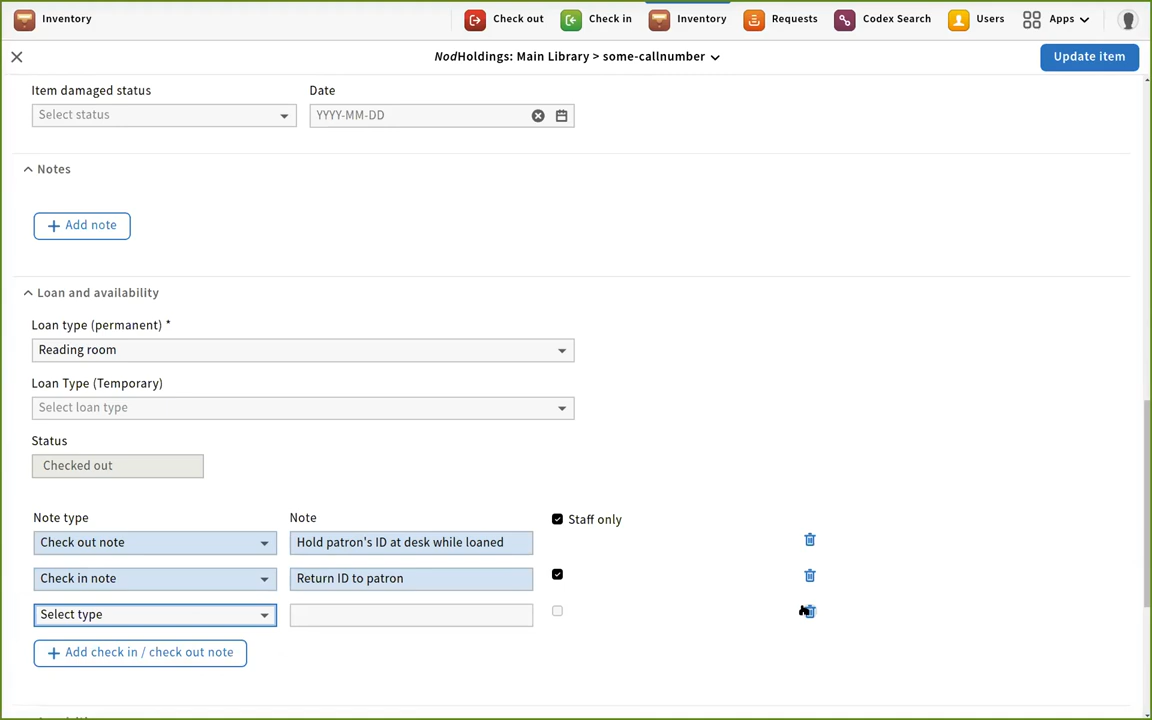 Inventory
Check out
Check in
Inventory
Requests
Codex Search
Users
Apps
NodHoldings: Main Library > some-callnumber
Update item
Item damaged status
Date
Select status
YYYY-MM-DD
Notes
+ Add note
Loan and availability
Loan type (permanent) *
Reading room
Loan Type (Temporary)
Select loan type
Status
Checked out
Note type
Note
Staff only
Check out note
Hold patron's ID at desk while loaned
Check in note
Return ID to patron
Select type
+ Add check in / check out note